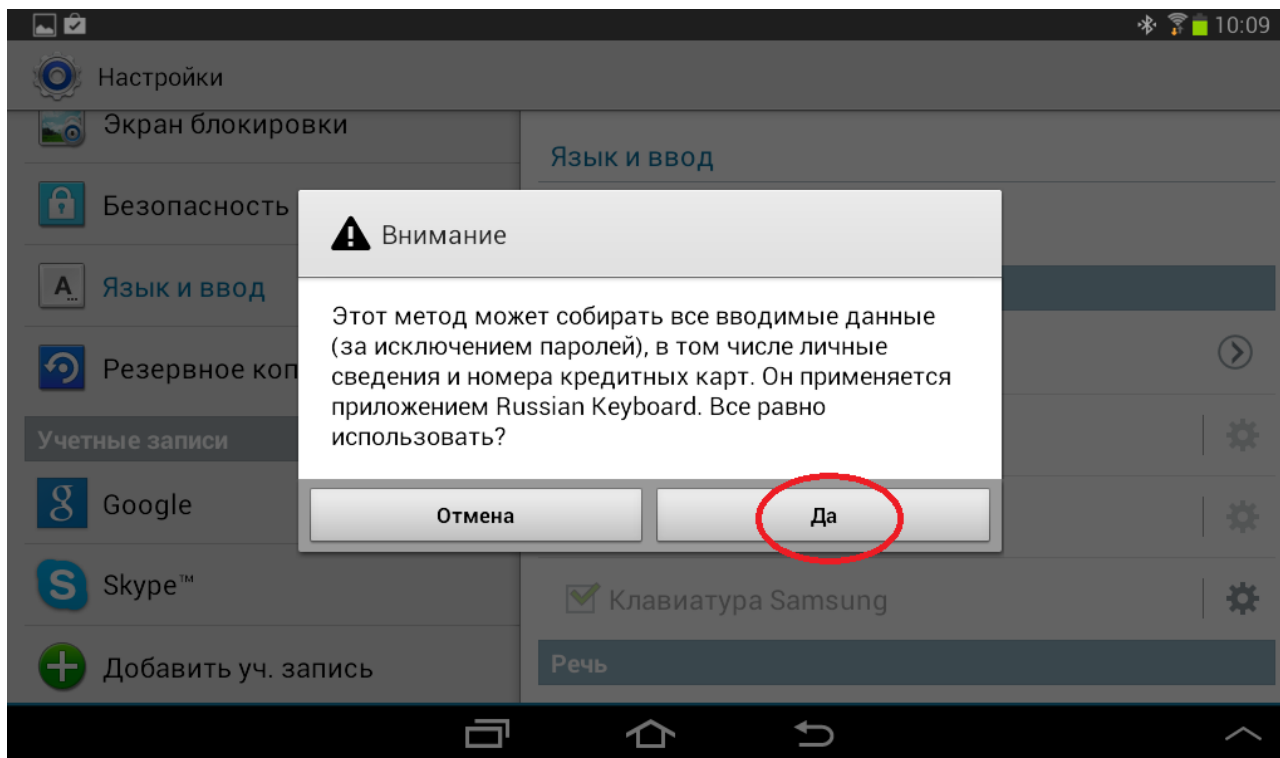 10:09
Настройки
Экран блокировки
Безопасность
Язык и ввод
Резервное коп
Учетные записи
Google
Skype™
Добавить уч. запись
Язык и ввод
Внимание
Этот метод может собирать все вводимые данные
(за исключением паролей), в том числе личные
сведения и номера кредитных карт. Он применяется
приложением Russian Keyboard. Все равно
использовать?
Отмена
Да
Клавиатура Samsung
Речь